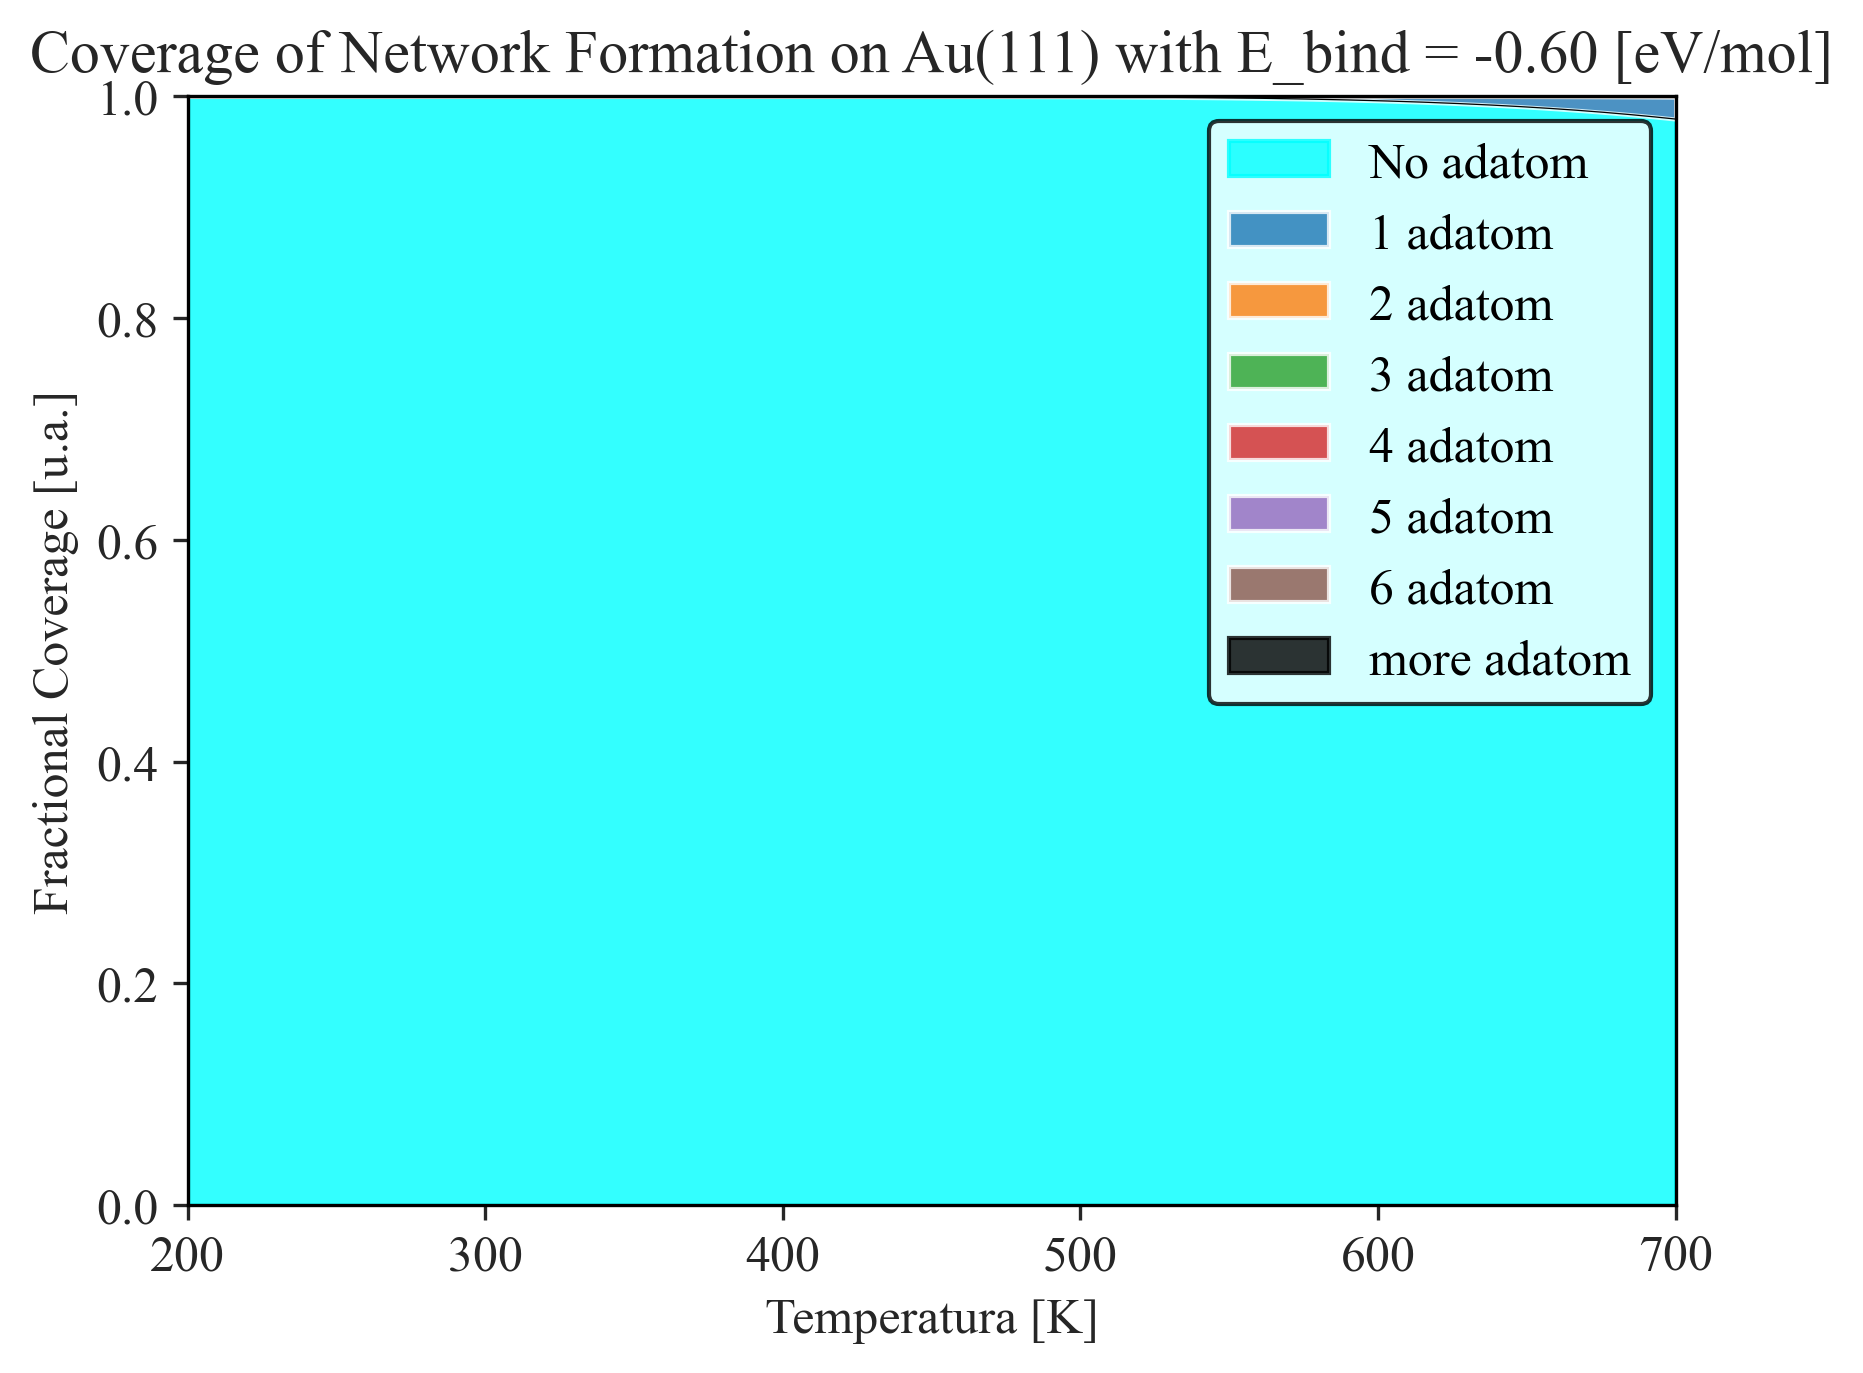 Coverage of Network Formation on Au(111) with E_bind = -0.60 [eV/mol]
1.0
0.8
0.6
0.4
0.2
0.0
Fractional Coverage [u.a.]
No adatom
1 adatom
2 adatom
3 adatom
4 adatom
5 adatom
6 adatom
more adatom
200 300 400 500 600 700
Temperatura [K]